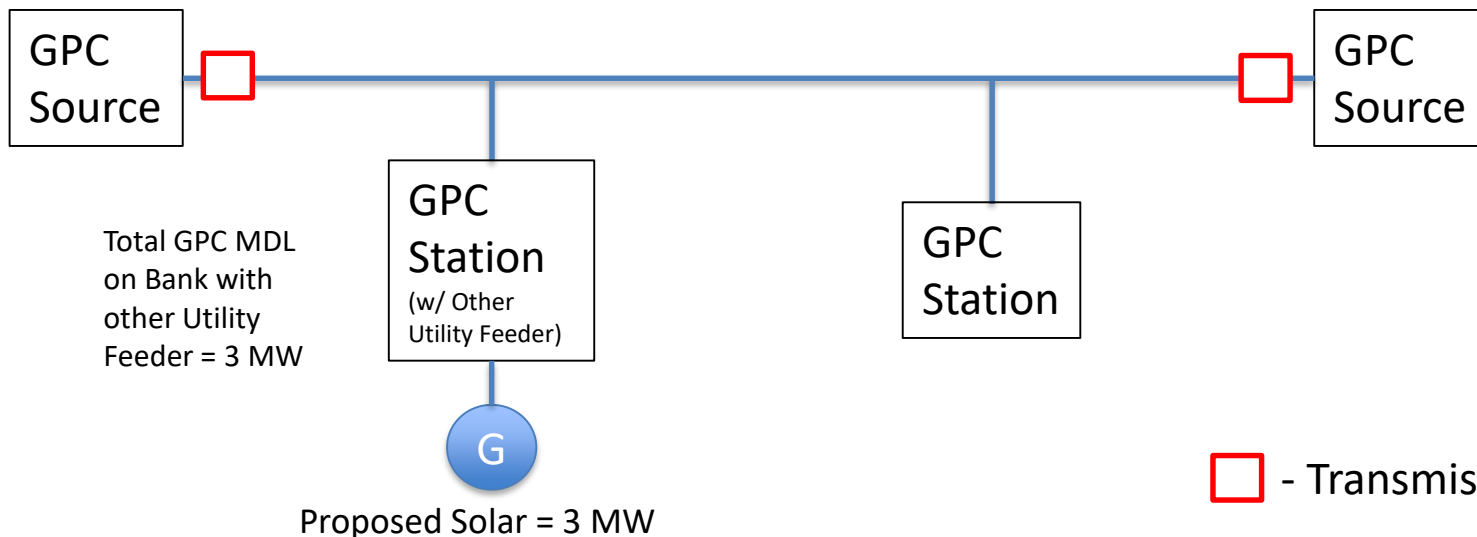 GPC
Source
GPC
Source
Total GPC MDL
on Bank with
other Utility
Feeder = 3 MW
GPC
Station
(w/ Other
Utility Feeder)
GPC
Station
G
- Transmis
Proposed Solar = 3 MW